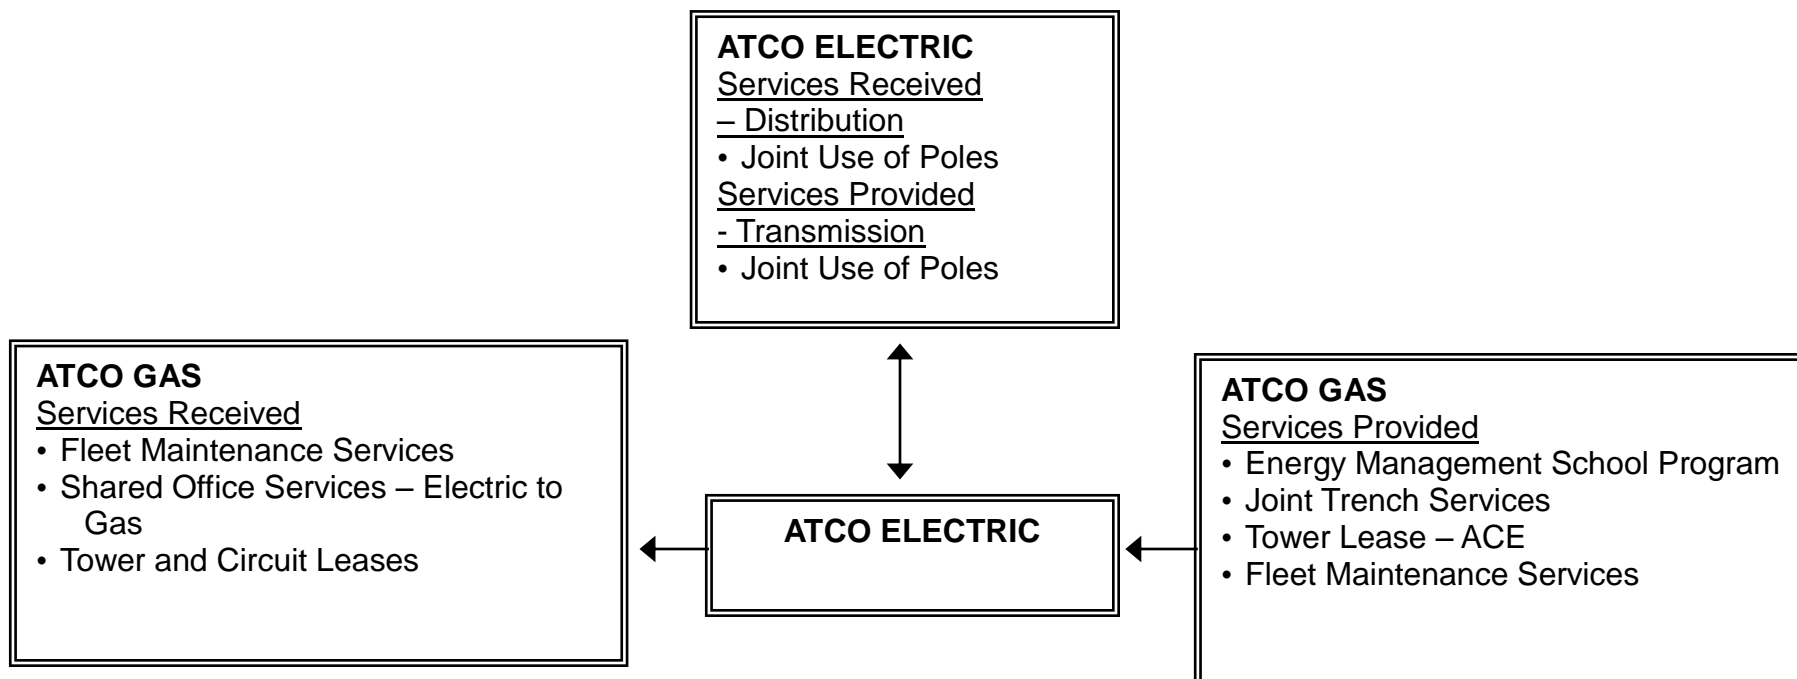 ATCO ELECTRIC
Services Received
– Distribution
• Joint Use of Poles
Services Provided
- Transmission
• Joint Use of Poles
ATCO GAS
Services Received
• Fleet Maintenance Services
• Shared Office Services – Electric to
Gas
• Tower and Circuit Leases
ATCO ELECTRIC
ATCO GAS
Services Provided
• Energy Management School Program
• Joint Trench Services
• Tower Lease – ACE
• Fleet Maintenance Services